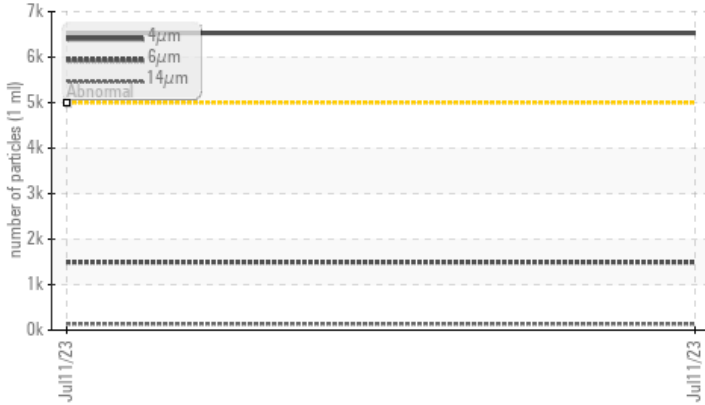 7k
4μm
6k
6μm
14μm
Abnormal
5k
4k
3k
2k
1k
0k
number of particles (1 ml)
Jul11/23
Jul11/23